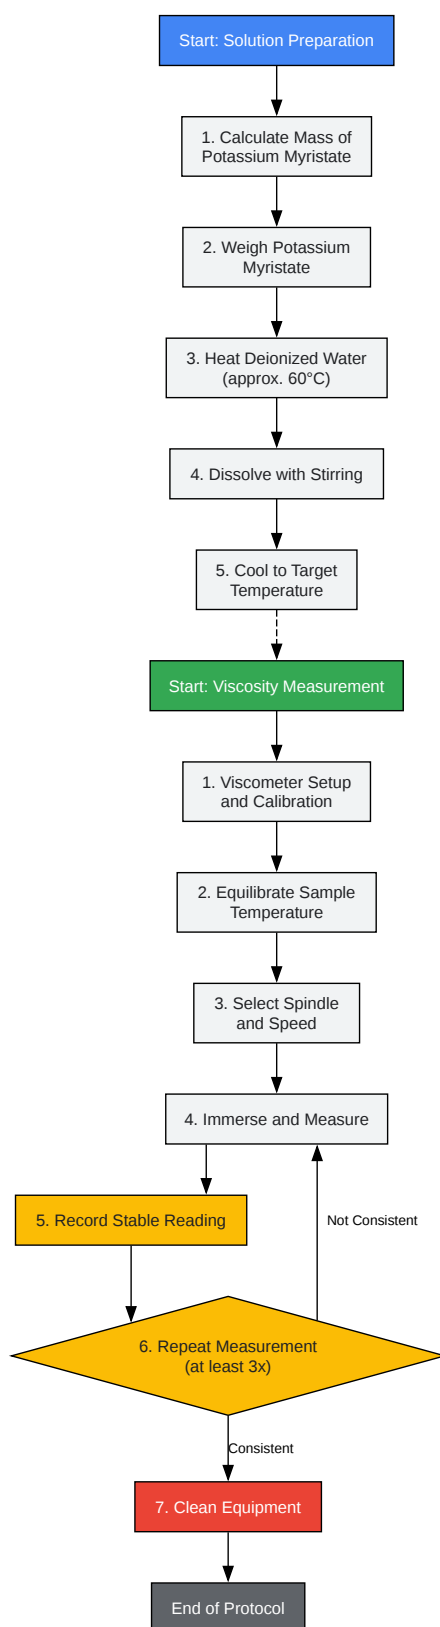 Start: Solution Preparation
1. Calculate Mass of
Potassium Myristate
2. Weigh Potassium
Myristate
3. Heat Deionized Water
(approx. 60°C)
4. Dissolve with Stirring
5. Cool to Target
Temperature
Start: Viscosity Measurement
1. Viscometer Setup
and Calibration
2. Equilibrate Sample
Temperature
3. Select Spindle
and Speed
4. Immerse and Measure
5. Record Stable Reading
Not Consistent
6. Repeat Measurement
(at least 3x)
Consistent
7. Clean Equipment
End of Protocol